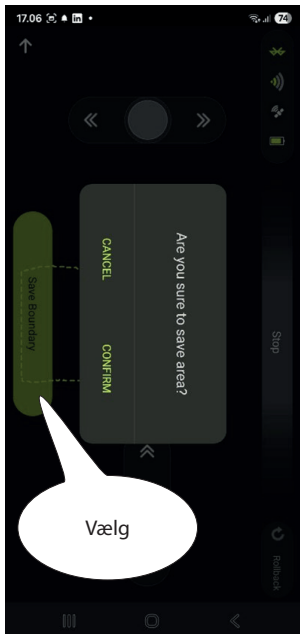 17.06
74
Stop
Rollback
Are you sure to save area?
CANCEL
CONFIRM
Save Boundary
Vælg